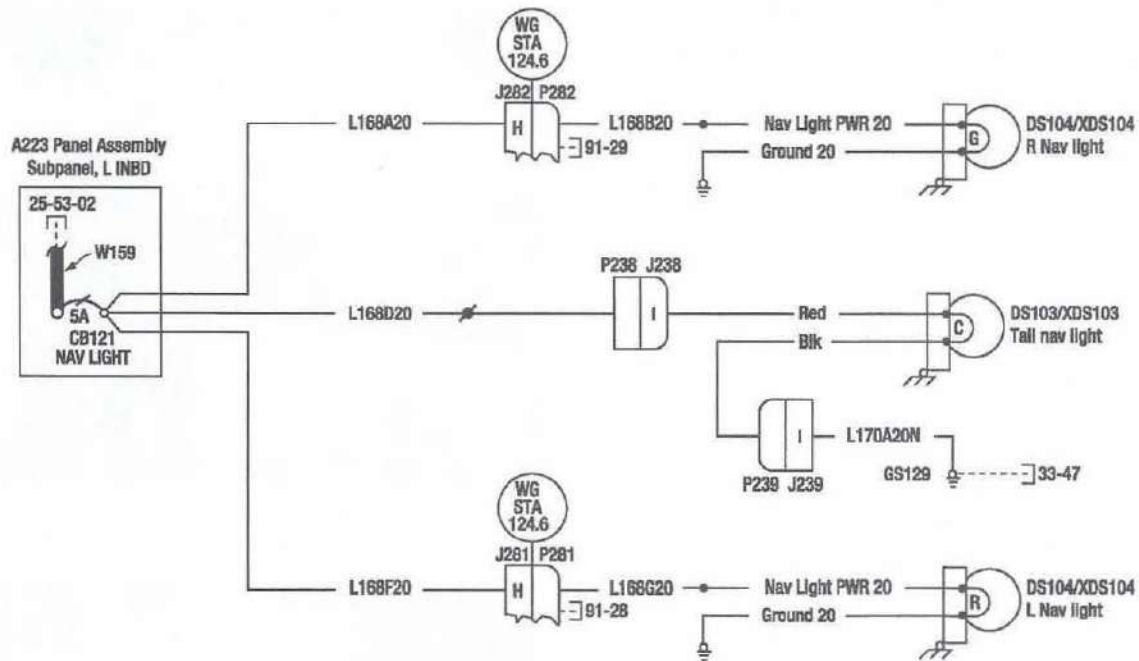 WG
STA
124.6
J282 P282
L168A20
H
L168B20
Nav Light PWR 20
DS104/XDS104
R Nav light
G
91-29
Ground 20
A223 Panel Assembly
Subpanel, L INBD
25-53-02
W159
5A
CB121
NAV LIGHT
P238 J238
L168D20
I
Red
DS103/XDS103
Tail nav light
C
Blk
I
L170A20N
P239 J239
GS129
33-47
WG
STA
124.6
J281 P281
L168F20
H
L168G20
Nav Light PWR 20
DS104/XDS104
L Nav light
R
91-28
Ground 20